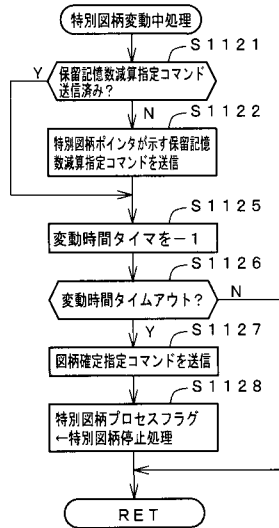 特別図柄変動中処理
S1121
Y
保留記憶数減算指定コマンド
送信済み?
N
S1122
特別図柄ポインタが示す保留記憶
数減算指定コマンドを送信
S1125
変動時間タイマを-1
S1126
変動時間タイムアウト?
N
Y
S1127
図柄確定指定コマンドを送信
S1128
特別図柄プロセスフラグ
←特別図柄停止処理
RET